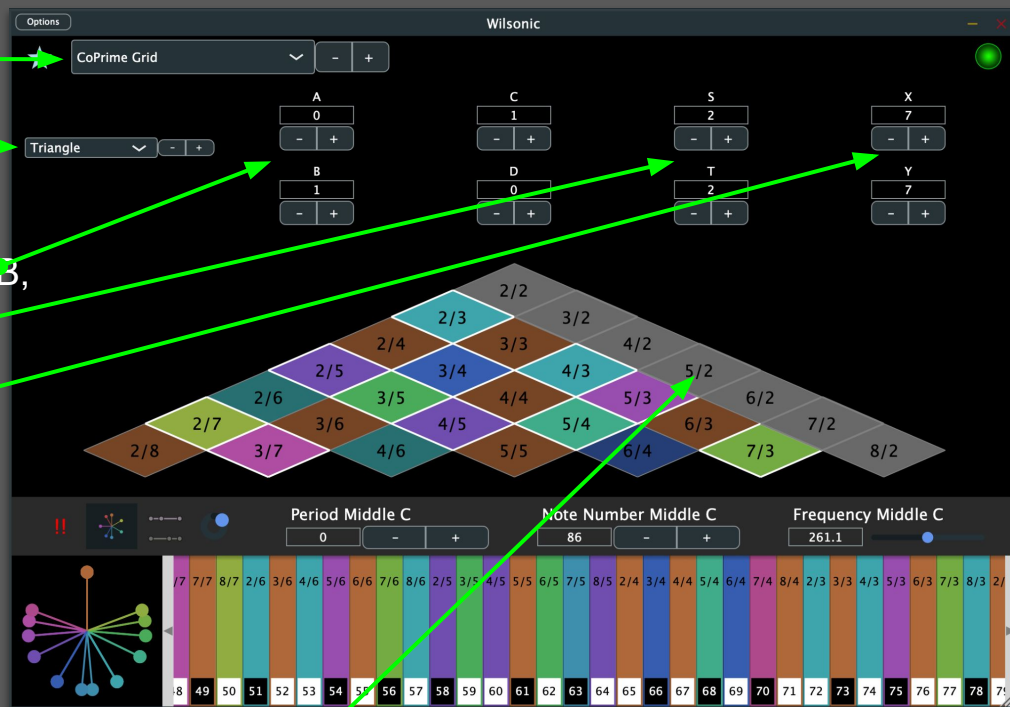 Options
Wilsonic
CoPrime Grid
- +
A C S X
0 1 2 7
Triangle
- +
- + - + - + - +
B D T Y
1 0 2 7
- + - + - + - +
B,
2/2
2/3 3/2
2/4 3/3 4/2
2/5 3/4 4/3 5/2
2/6 3/5 4/4 5/3 6/2
2/7 3/6 4/5 5/4 6/3 7/2
2/8 3/7 4/6 5/5 6/4 7/3 8/2
!! Period Middle C Note Number Middle C Frequency Middle C
0 - + 86 - + 261.1
/7 7/7 8/7 2/6 3/6 4/6 5/6 6/6 7/6 8/6 2/5 3/5 4/5 5/5 6/5 7/5 8/5 2/4 3/4 4/4 5/4 6/4 7/4 8/4 2/3 3/3 4/3 5/3 6/3 7/3 8/3 2/
48 49 50 51 52 53 54 55 56 57 58 59 60 61 62 63 64 65 66 67 68 69 70 71 72 73 74 75 76 77 78 79